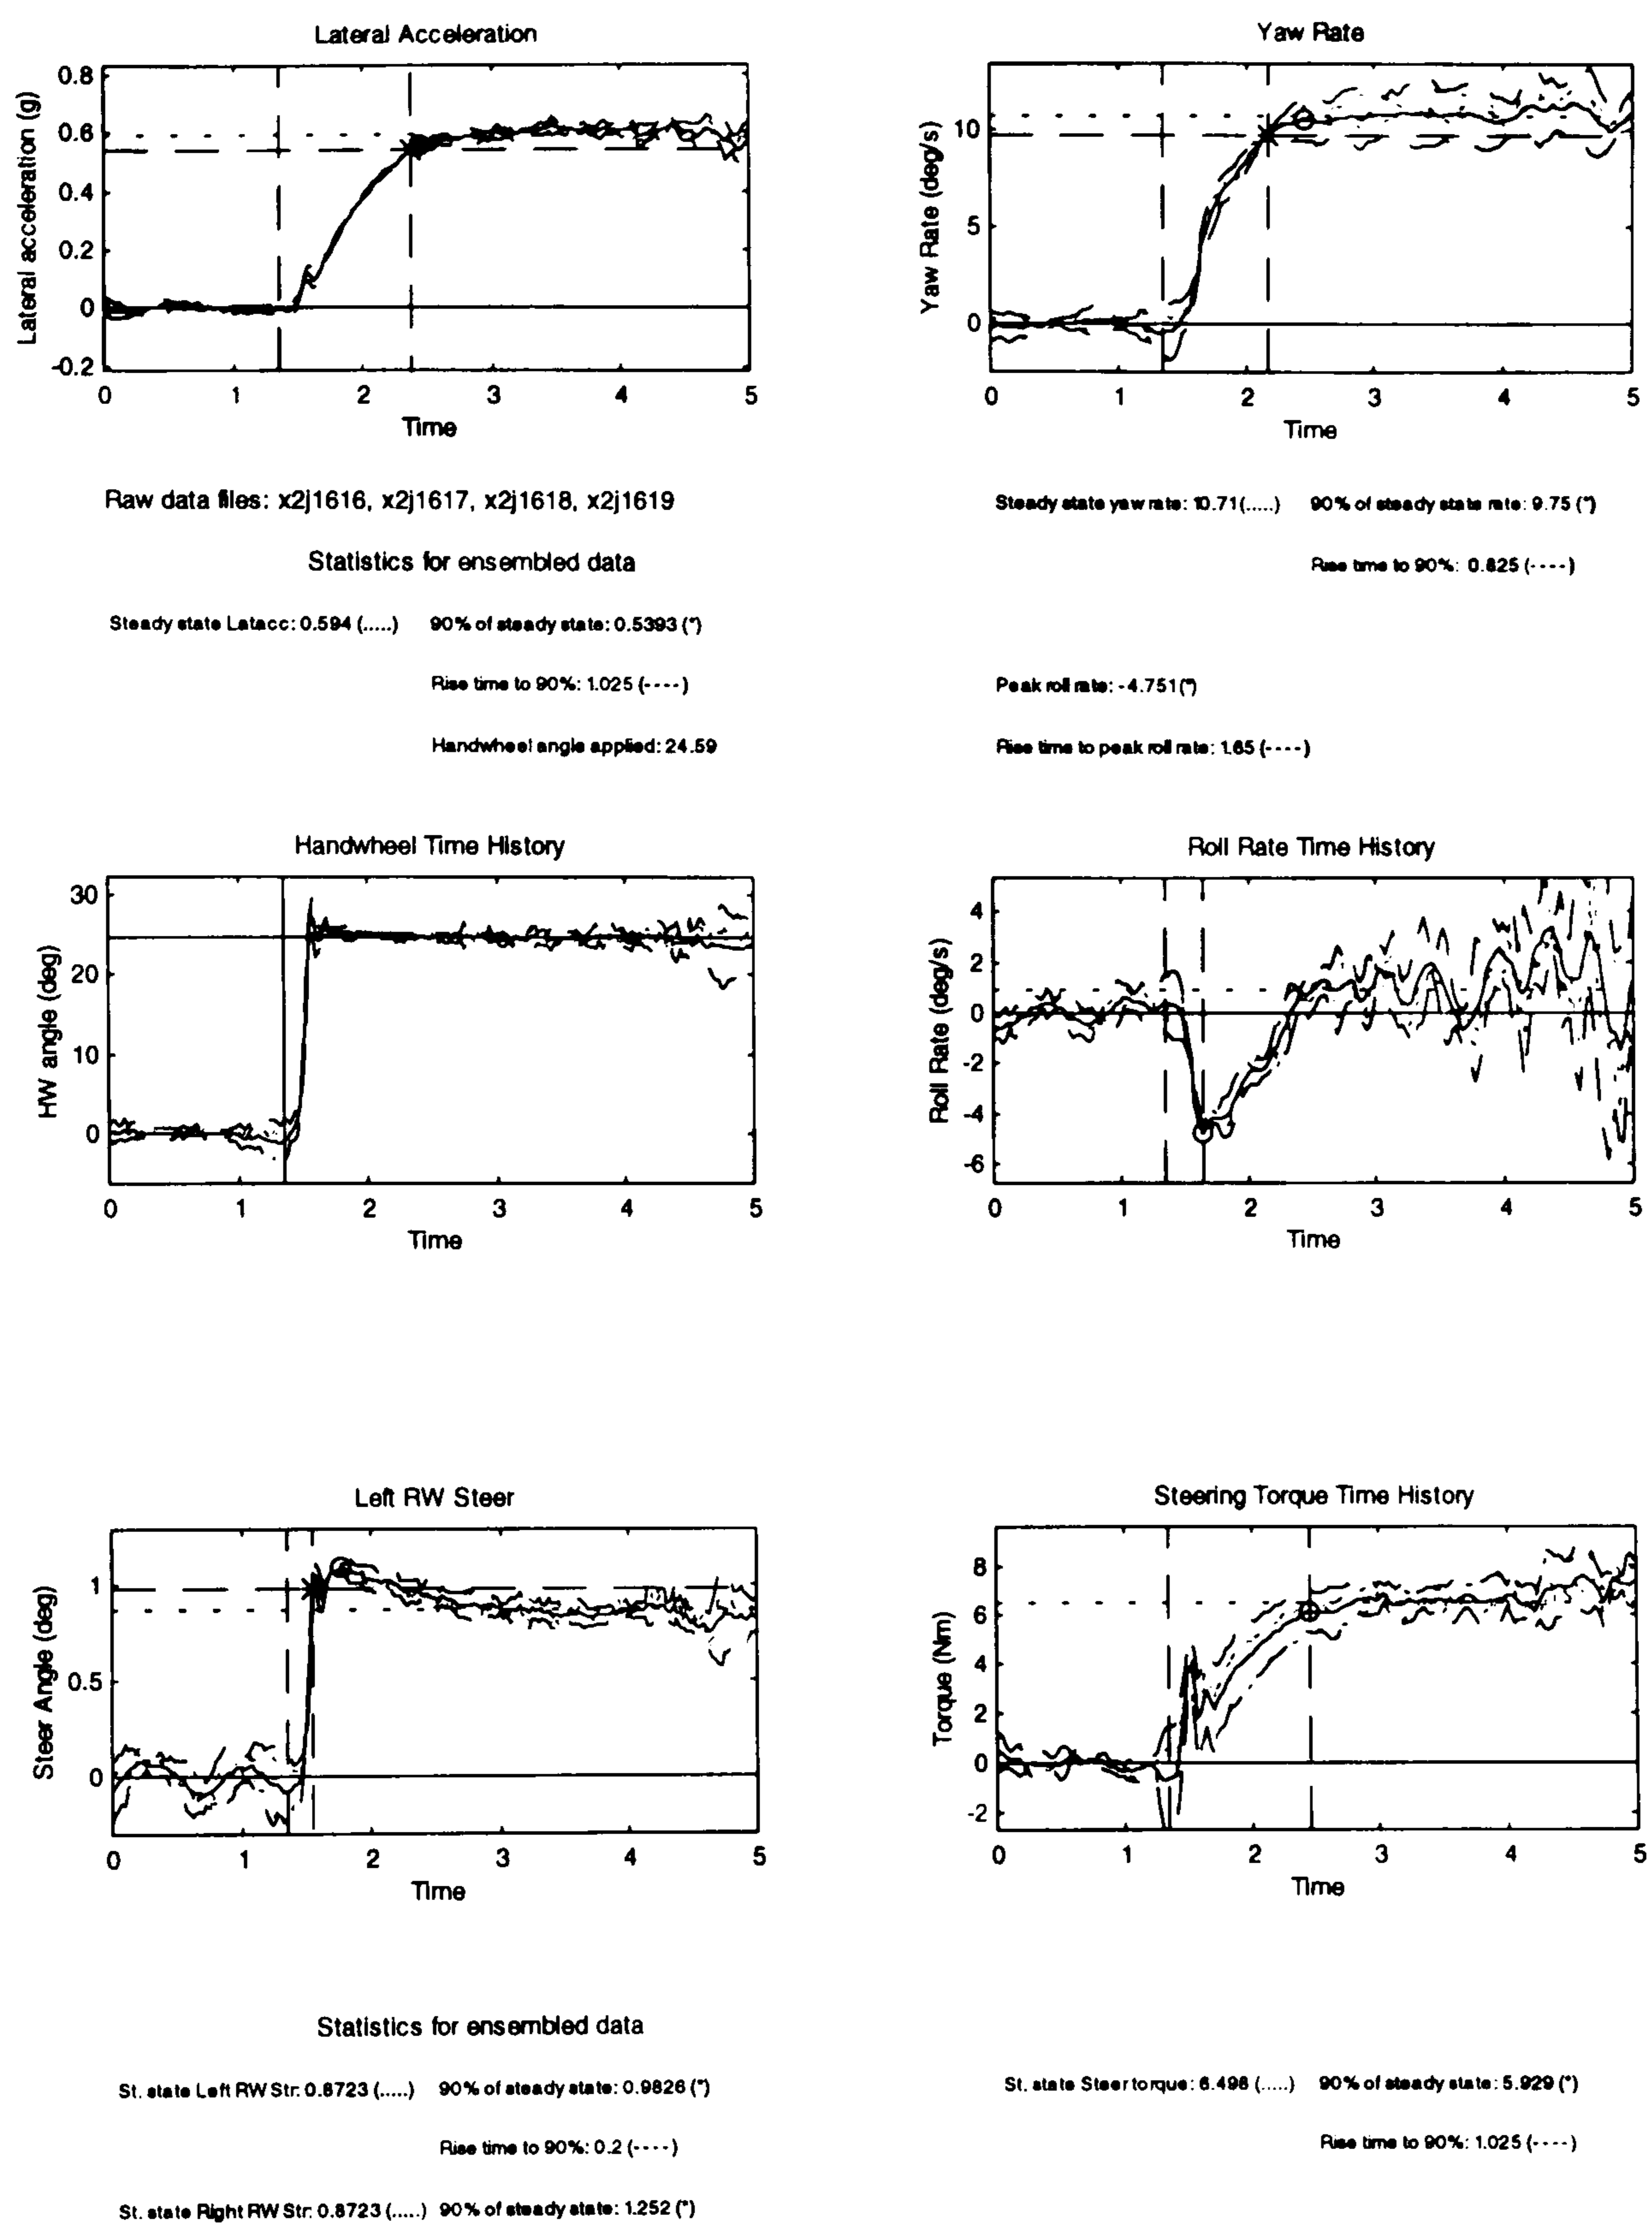 Lateral Acceleration
Lateral acceleration (g)
0.8
0.6
0.4
0.2
0
-0.2
0 1 2 3 4 5
Time
Yaw Rate
Yaw Rate (deg/s)
10
5
0
0 1 2 3 4 5
Time
Raw data files: x2j1616, x2j1617, x2j1618, x2j1619
Statistics for ensembled data
Steady state Latacc: 0.594 (.....) 90% of steady state: 0.5393 (*)
Rise time to 90%: 1.025 (----)
Handwheel angle applied: 24.59
Steady state yaw rate: 10.71(.....) 90% of steady state rate: 9.75 (*)
Rise time to 90%: 0.825 (----)
Peak roll rate: -4.751(*)
Rise time to peak roll rate: 1.65 (----)
Handwheel Time History
HW angle (deg)
30
20
10
0
0 1 2 3 4 5
Time
Roll Rate Time History
Roll Rate (deg/s)
4
2
0
-2
-4
-6
0 1 2 3 4 5
Time
Left RW Steer
Steer Angle (deg)
1
0.5
0
0 1 2 3 4 5
Time
Steering Torque Time History
Torque (Nm)
8
6
4
2
0
-2
0 1 2 3 4 5
Time
Statistics for ensembled data
St. state Left RW Str: 0.8723 (.....) 90% of steady state: 0.9826 (*)
Rise time to 90%: 0.2 (----)
St. state Right RW Str: 0.8723 (.....) 90% of steady state: 1.252 (*)
St. state Steer torque: 6.498 (.....) 90% of steady state: 5.929 (*)
Rise time to 90%: 1.025 (----)